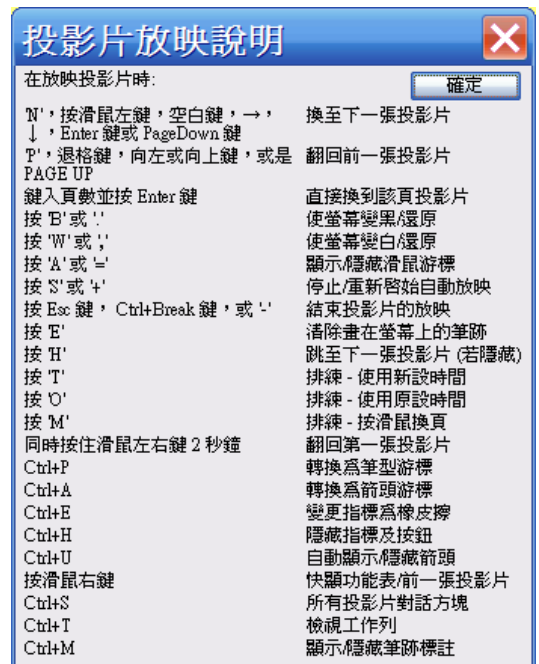 投影片放映說明
在放映投影片時:
確定
'N',按滑鼠左鍵,空白鍵,→, 換至下一張投影片
↓,Enter 鍵或 PageDown 鍵
'P',退格鍵,向左或向上鍵,或是 翻回前一張投影片
PAGE UP
鍵入頁數並按 Enter 鍵 直接換到該頁投影片
按 'B' 或 '.' 使螢幕變黑/還原
按 'W' 或 ',' 使螢幕變白/還原
按 'A' 或 '=' 顯示/隱藏滑鼠游標
按 'S' 或 '+' 停止/重新啓始自動放映
按 Esc 鍵, Ctrl+Break 鍵,或 '-' 結束投影片的放映
按 'E' 清除畫在螢幕上的筆跡
按 'H' 跳至下一張投影片 (若隱藏)
按 'T' 排練 - 使用新設時間
按 'O' 排練 - 使用原設時間
按 'M' 排練 - 按滑鼠換頁
同時按住滑鼠左右鍵 2 秒鐘 翻回第一張投影片
Ctrl+P 轉換爲筆型游標
Ctrl+A 轉換爲箭頭游標
Ctrl+E 變更指標爲橡皮擦
Ctrl+H 隱藏指標及按鈕
Ctrl+U 自動顯示/隱藏箭頭
按滑鼠右鍵 快顯功能表/前一張投影片
Ctrl+S 所有投影片對話方塊
Ctrl+T 檢視工作列
Ctrl+M 顯示/隱藏筆跡標註